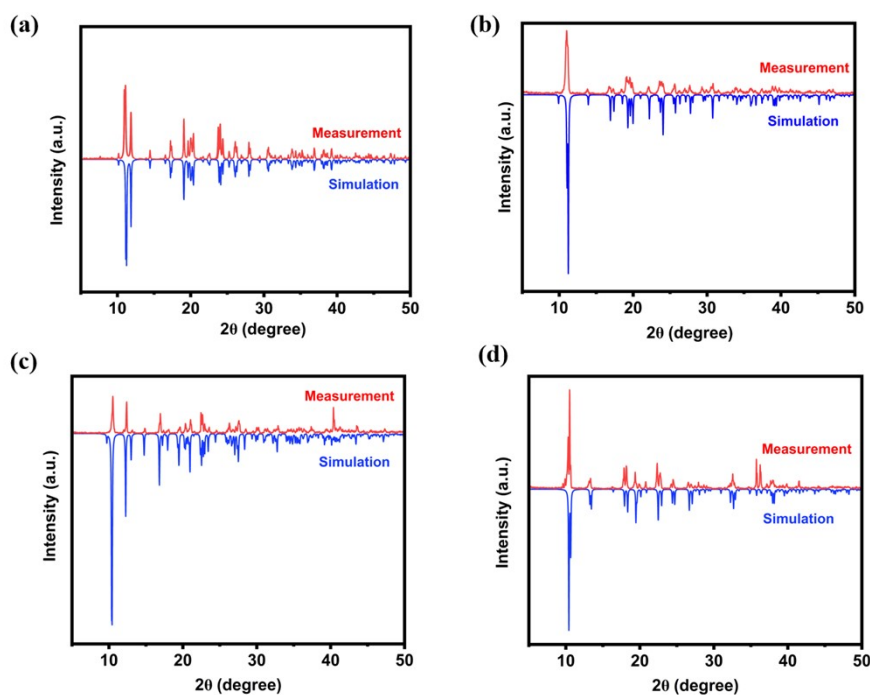 (a)
Measurement
Simulation
Intensity (a.u.)
10 20 30 40 50
2θ (degree)
(b)
Measurement
Simulation
Intensity (a.u.)
10 20 30 40 50
2θ (degree)
(c)
Measurement
Simulation
Intensity (a.u.)
10 20 30 40 50
2θ (degree)
(d)
Measurement
Simulation
Intensity (a.u.)
10 20 30 40 50
2θ (degree)